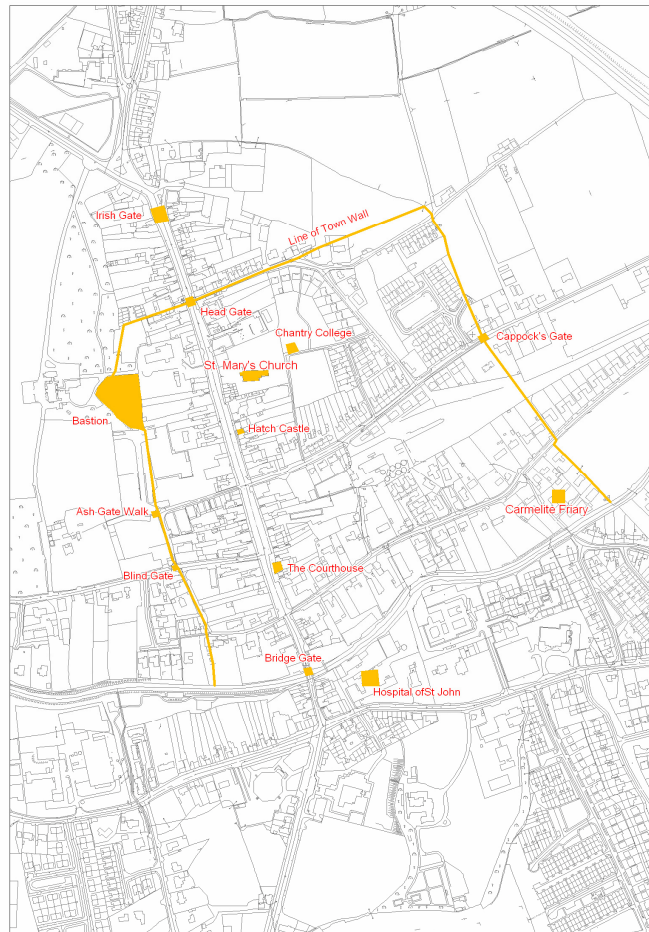 Irish Gate
Line of Town Wall
Head Gate
Chantry College
Cappock's Gate
St. Mary's Church
Bastion
Hatch Castle
Ash Gate Walk
Carmelite Friary
Blind Gate
The Courthouse
Bridge Gate
Hospital ofSt John